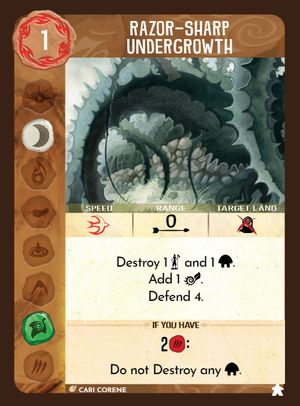 1
RAZOR-SHARP
UNDERGROWTH
SPEED RANGE TARGET LAND
0
Destroy 1 and 1.
Add 1.
Defend 4.
IF YOU HAVE
2:
Do not Destroy any.
CARI CORENE